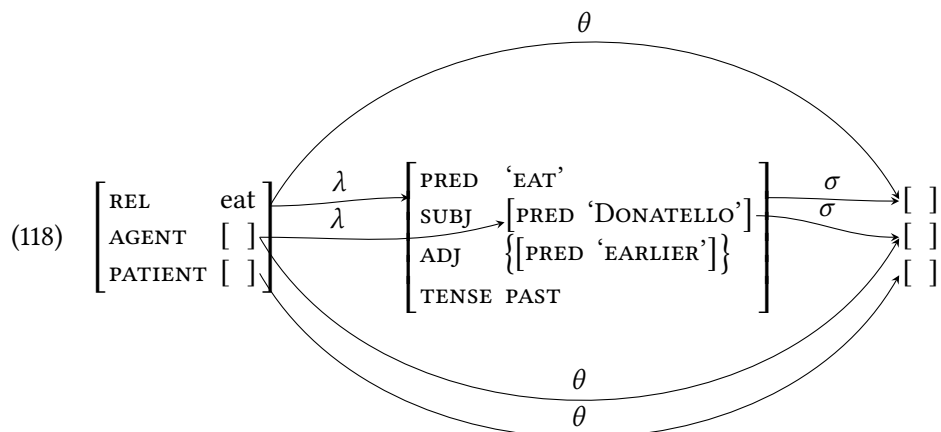 θ
(118) [REL eat] λ [PRED ‘EAT’] σ [ ]
[AGENT [ ]] λ [SUBJ [PRED ‘DONATELLO’]] σ [ ]
[PATIENT [ ]] [ADJ {[PRED ‘EARLIER’]}] [ ]
[TENSE PAST]
θ
θ